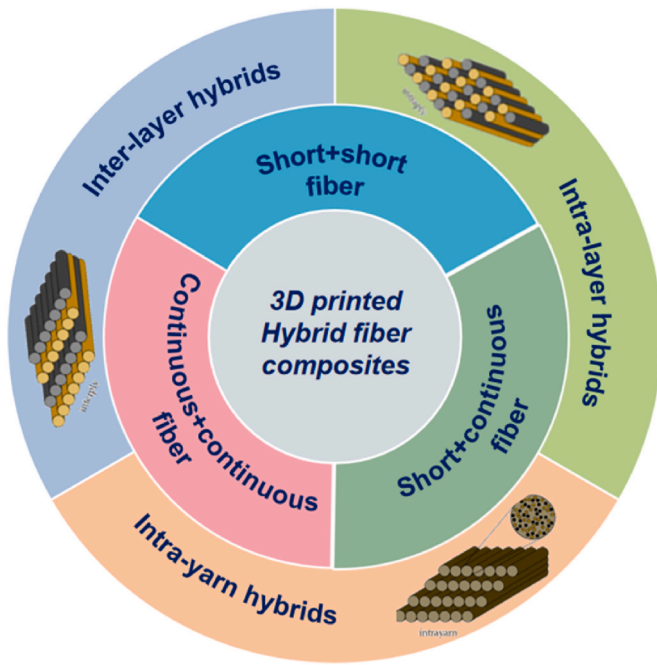 Inter-layer hybrids
Intra-layer hybrids
Intra-yarn hybrids
Short+short
fiber
Short+continuous
fiber
Continuous+continuous
fiber
3D printed
Hybrid fiber
composites
intrayarn